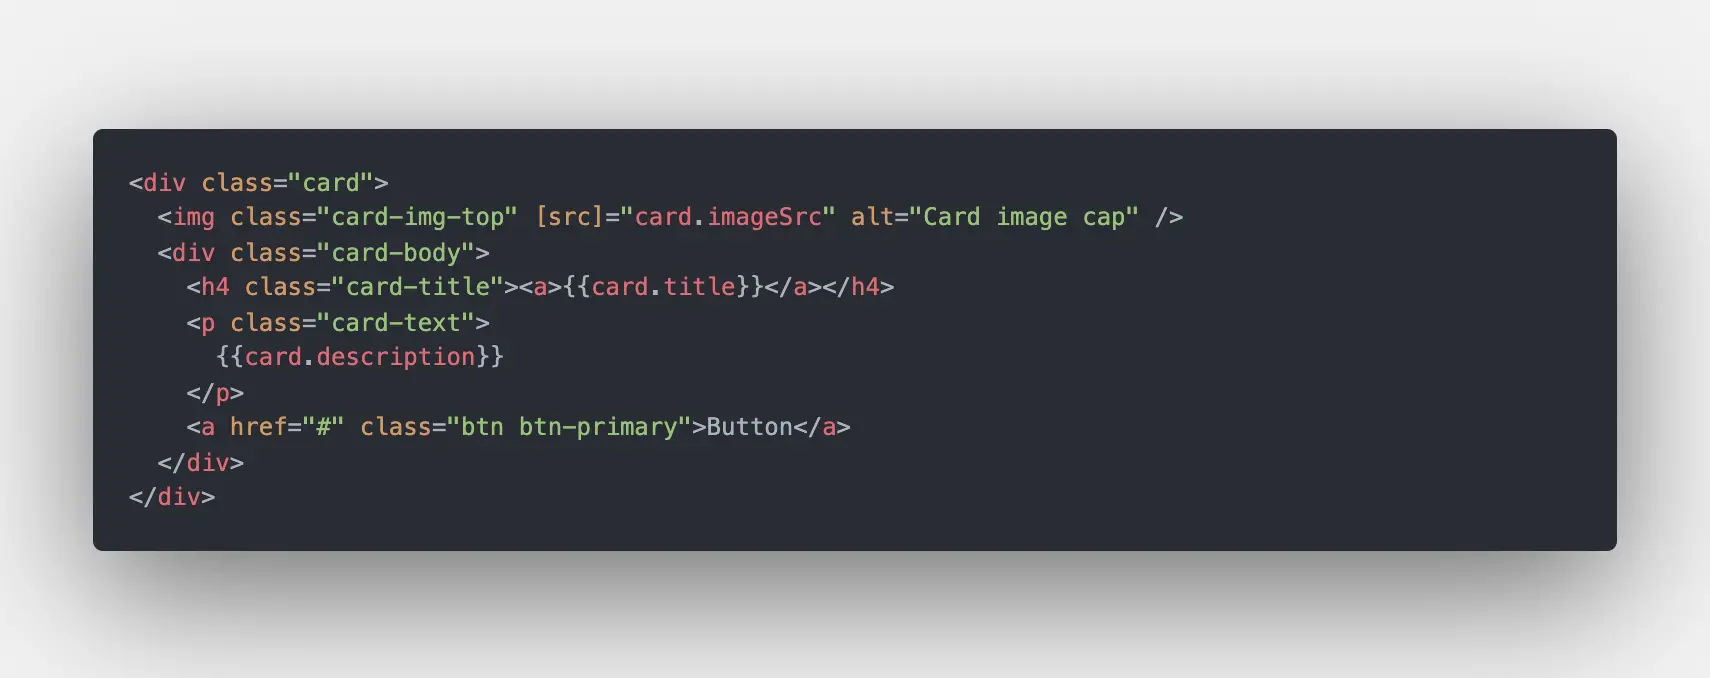 <div class="card">
  <img class="card-img-top" [src]="card.imageSrc" alt="Card image cap" />
  <div class="card-body">
    <h4 class="card-title"><a>{{card.title}}</a></h4>
    <p class="card-text">
      {{card.description}}
    </p>
    <a href="#" class="btn btn-primary">Button</a>
  </div>
</div>